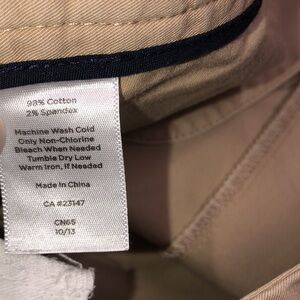 98% Cotton
2% Spandex
Machine Wash Cold
Only Non-Chlorine
Bleach When Needed
Tumble Dry Low
Warm Iron, if Needed
Made in China
CA #23147
CN65
10/13